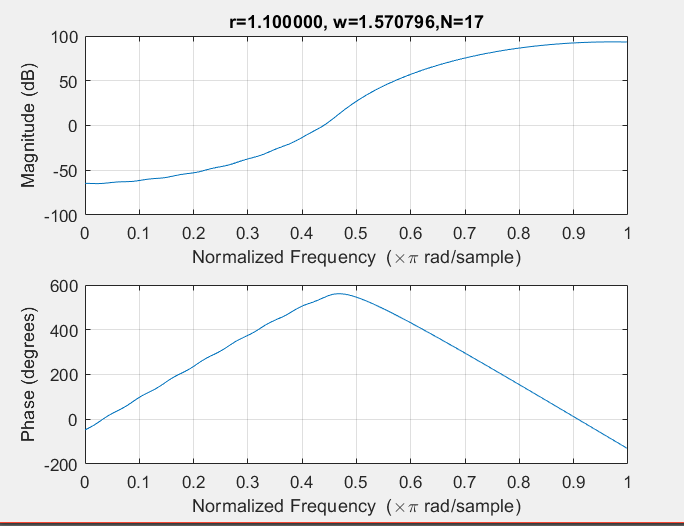 r=1.100000, w=1.570796,N=17
Magnitude (dB)
100
50
0
-50
-100
0 0.1 0.2 0.3 0.4 0.5 0.6 0.7 0.8 0.9 1
Normalized Frequency (×π rad/sample)
Phase (degrees)
600
400
200
0
-200
0 0.1 0.2 0.3 0.4 0.5 0.6 0.7 0.8 0.9 1
Normalized Frequency (×π rad/sample)